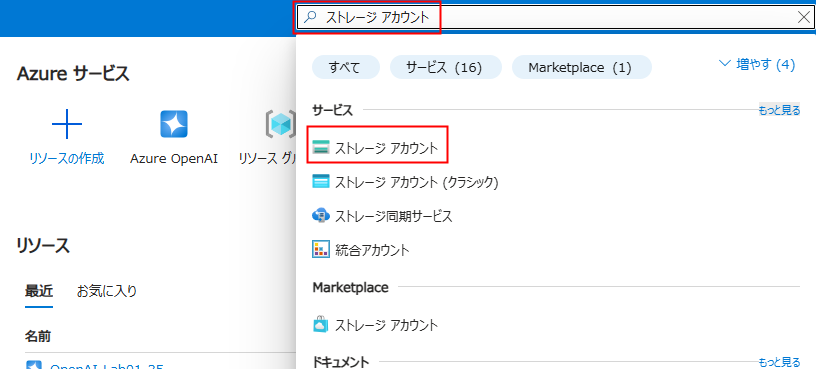 ストレージ アカウント
すべて
サービス (16)
Marketplace (1)
増やす (4)
Azure サービス
リソースの作成
Azure OpenAI
リソース グル
リソース
最近
お気に入り
名前
OpenAI-Lab01-25
サービス
もっと見る
ストレージ アカウント
ストレージ アカウント (クラシック)
ストレージ同期サービス
統合アカウント
Marketplace
ストレージ アカウント
ドキュメント
もっと見る